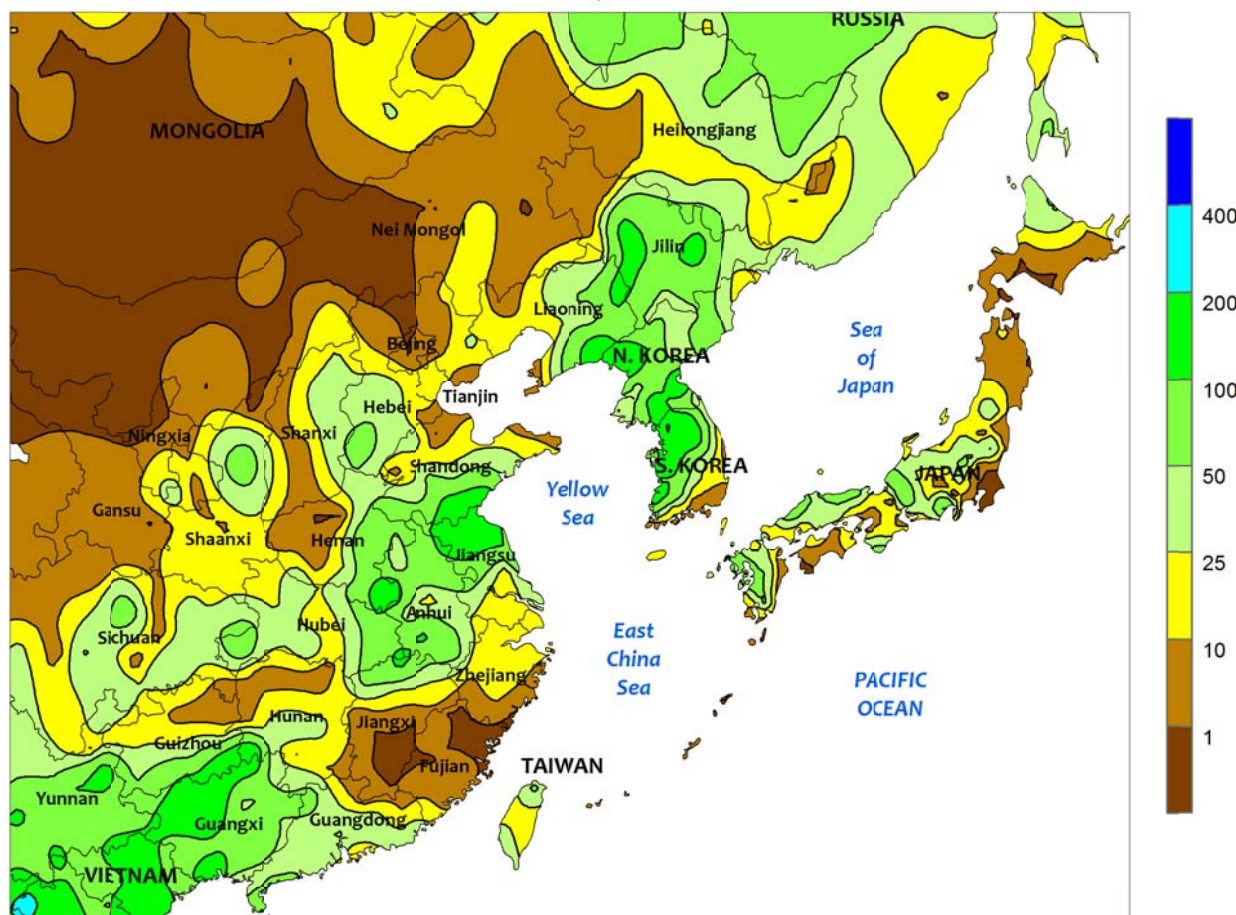 RUSSIA
MONGOLIA
Heilongjiang
Nei Mongol
Jilin
Liaoning
Beijing
N. KOREA
Sea
of
Japan
Tianjin
Hebei
Ningxia
Shanxi
Shandong
S. KOREA
JAPAN
Gansu
Yellow
Sea
Shaanxi
Henan
Jiangsu
Anhui
Hubei
Sichuan
East
China
Sea
Zhejiang
PACIFIC
OCEAN
Hunan
Jiangxi
Guizhou
Fujian
TAIWAN
Yunnan
Guangxi
Guangdong
VIETNAM
400
200
100
50
25
10
1